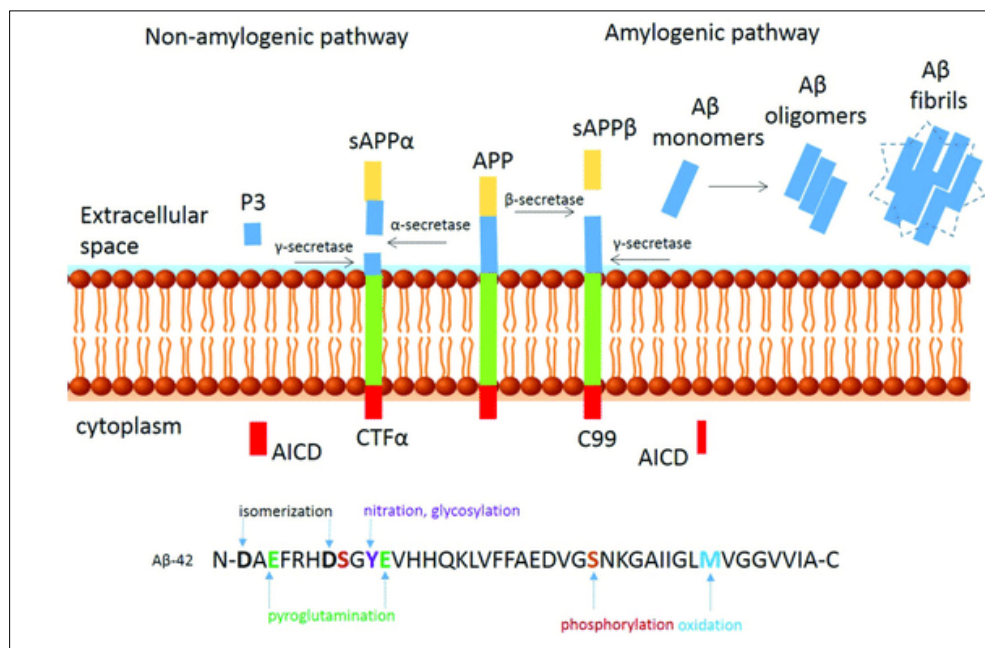 Non-amylogenic pathway
Amylogenic pathway
Aβ
monomers
Aβ
oligomers
Aβ
fibrils
sAPPα
APP
sAPPβ
P3
Extracellular
space
β-secretase
α-secretase
γ-secretase
γ-secretase
cytoplasm
AICD
CTFα
C99
AICD
isomerization
nitration, glycosylation
Aβ-42
N-DAEFRHDSGYEVHHQKLVFFAEDVGSNKGAIIGLMVGGVVIA-C
pyroglutamination
phosphorylation oxidation